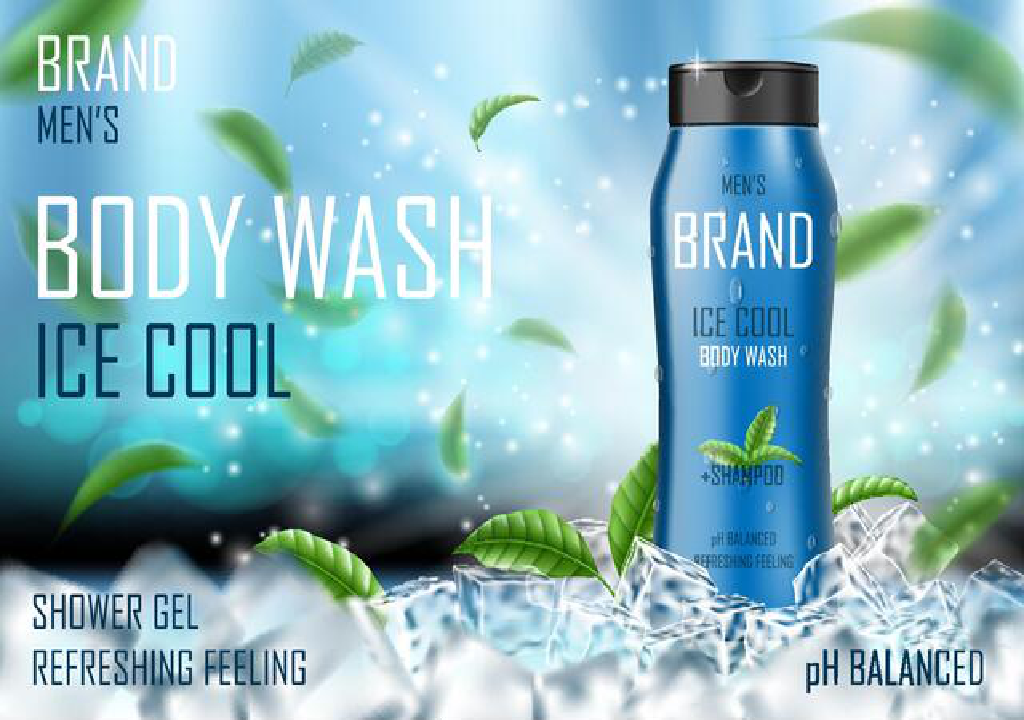 BRAND
MEN'S
BODY WASH
ICE COOL
SHOWER GEL
REFRESHING FEELING
MEN'S
BRAND
ICE COOL
BODY WASH
+SHAMPOO
pH BALANCED
REFRESHING FEELING
pH BALANCED